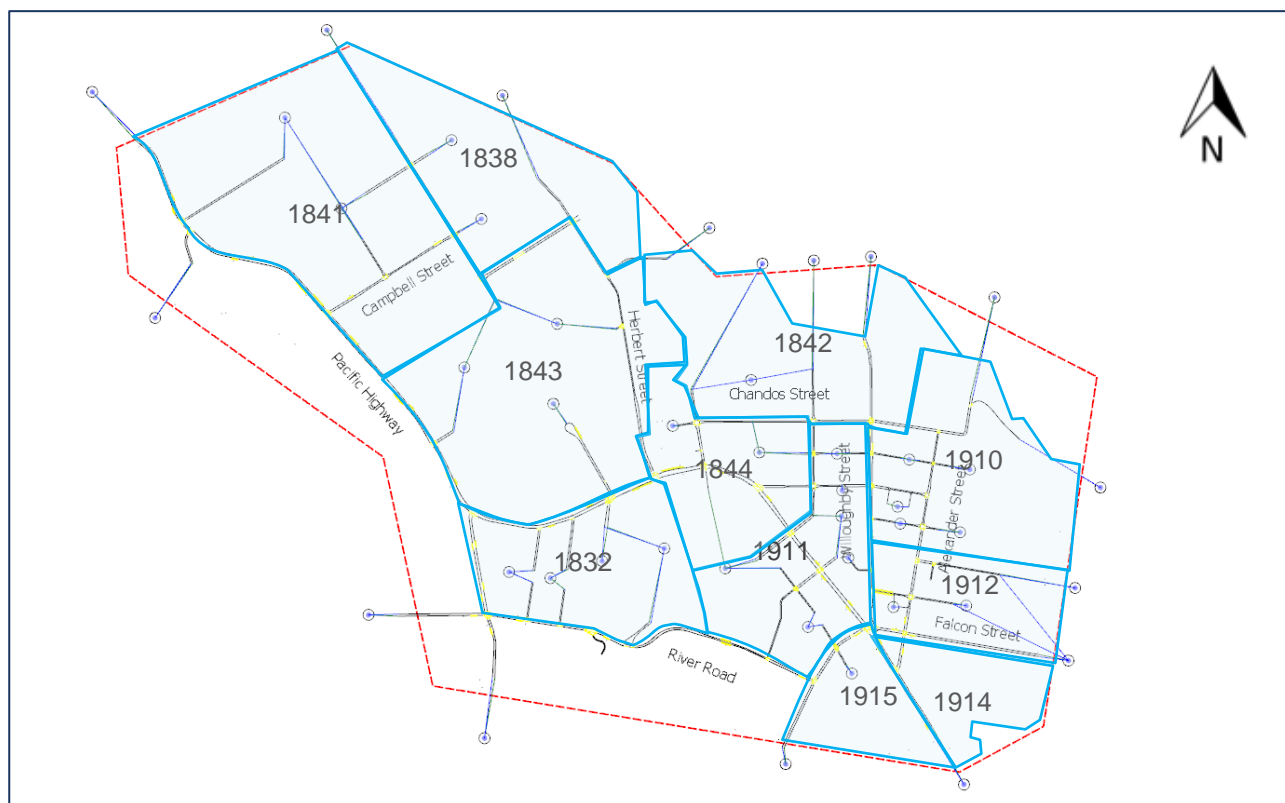 N
1838
1841
Campbell Street
Pacific Highway
1843
Herbert Street
1842
Chandos Street
1844
Willoughby Street
1910
Alexander Street
1911
1832
1912
Falcon Street
River Road
1915
1914